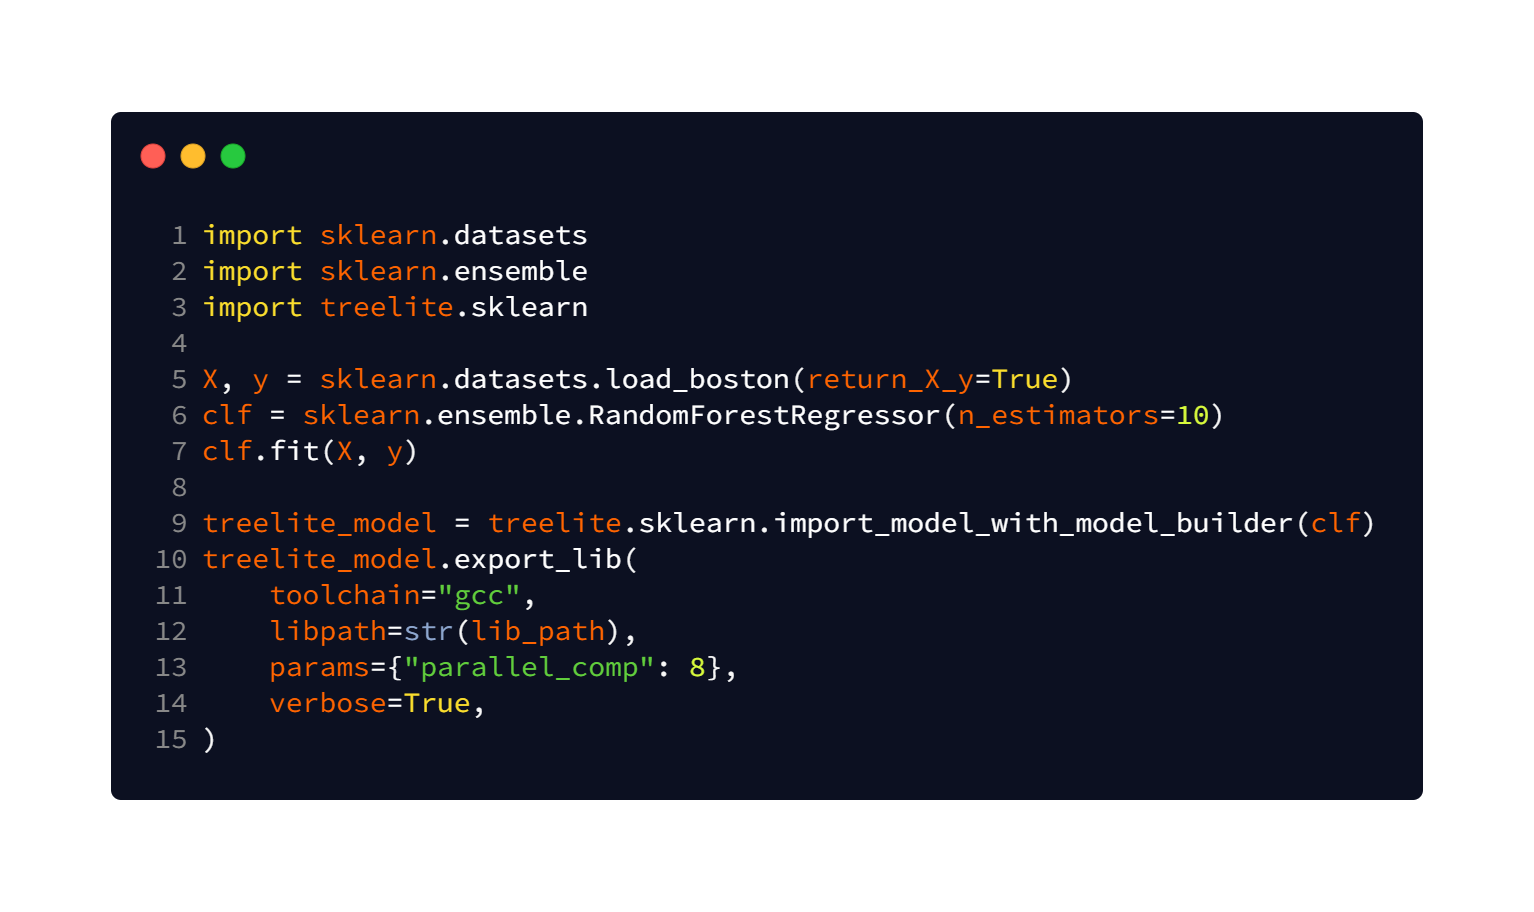 1 import sklearn.datasets
2 import sklearn.ensemble
3 import treelite.sklearn
4
5 X, y = sklearn.datasets.load_boston(return_X_y=True)
6 clf = sklearn.ensemble.RandomForestRegressor(n_estimators=10)
7 clf.fit(X, y)
8
9 treelite_model = treelite.sklearn.import_model_with_model_builder(clf)
10 treelite_model.export_lib(
11     toolchain="gcc",
12     libpath=str(lib_path),
13     params={"parallel_comp": 8},
14     verbose=True,
15 )